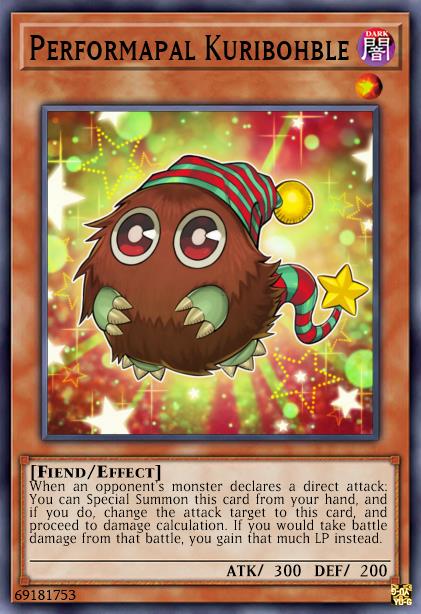 PERFORMAPAL KURIBOHBLE
DARK
闇
[FIEND/EFFECT]
When an opponent's monster declares a direct attack:
You can Special Summon this card from your hand, and
if you do, change the attack target to this card, and
proceed to damage calculation. If you would take battle
damage from that battle, you gain that much LP instead.
ATK/ 300 DEF/ 200
69181753